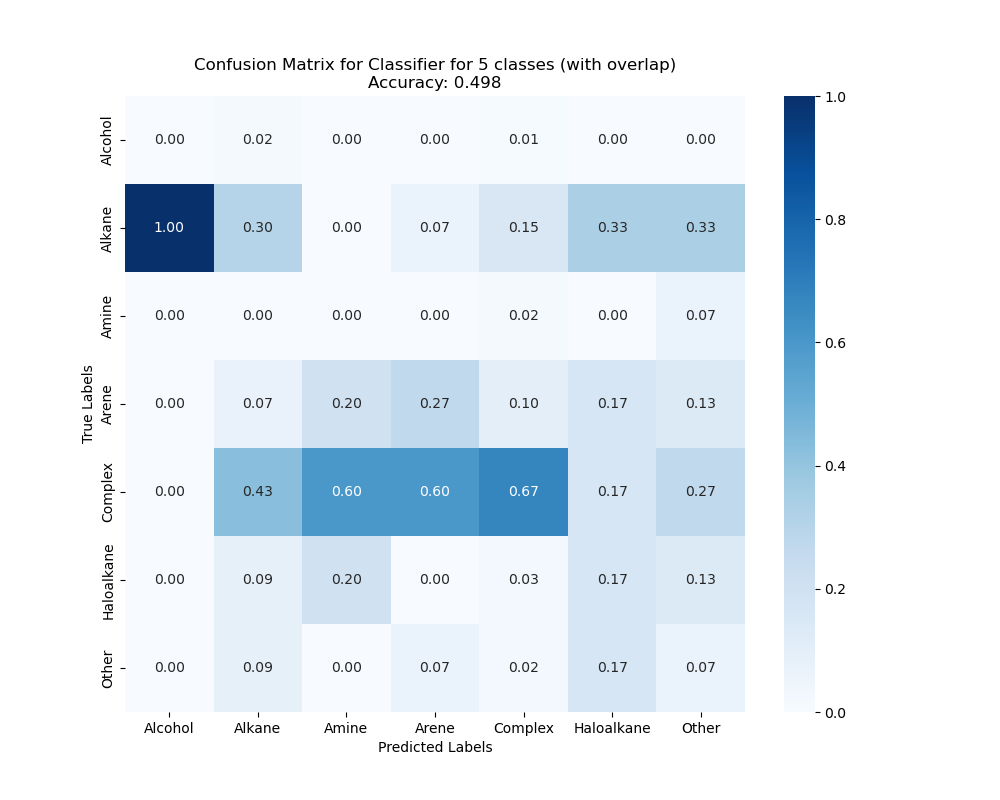 Confusion Matrix for Classifier for 5 classes (with overlap)
Accuracy: 0.498
True Labels
Alcohol 0.00 0.02 0.00 0.00 0.01 0.00 0.00
Alkane 1.00 0.30 0.00 0.07 0.15 0.33 0.33
Amine 0.00 0.00 0.00 0.00 0.02 0.00 0.07
Arene 0.00 0.07 0.20 0.27 0.10 0.17 0.13
Complex 0.00 0.43 0.60 0.60 0.67 0.17 0.27
Haloalkane 0.00 0.09 0.20 0.00 0.03 0.17 0.13
Other 0.00 0.09 0.00 0.07 0.02 0.17 0.07
Alcohol Alkane Amine Arene Complex Haloalkane Other
Predicted Labels
1.0
0.8
0.6
0.4
0.2
0.0